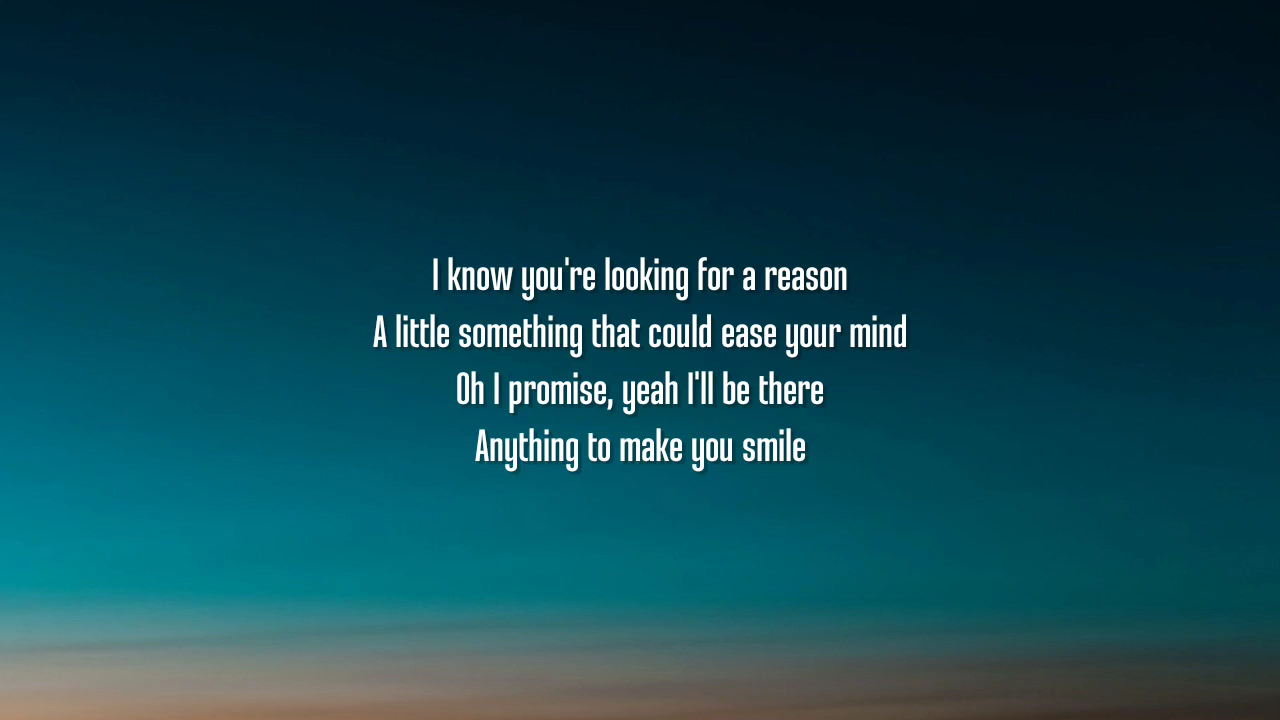 I know you're looking for a reason
A little something that could ease your mind
Oh I promise, yeah I'll be there
Anything to make you smile